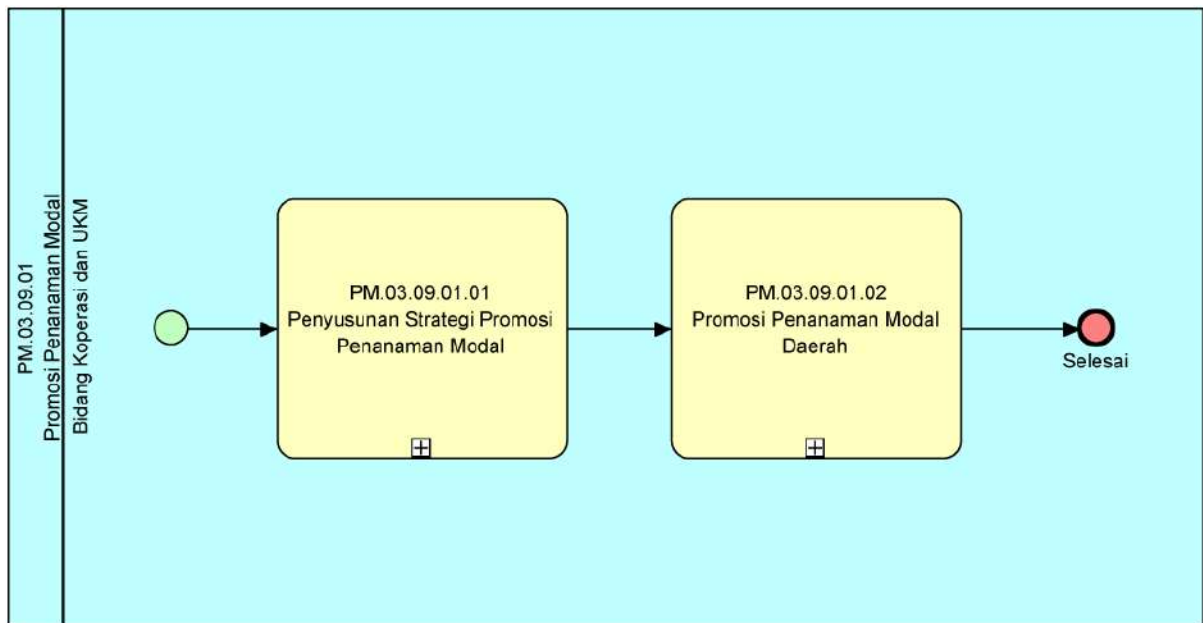 PM.03.09.01
Promosi Penanaman Modal
Bidang Koperasi dan UKM
PM.03.09.01.01
Penyusunan Strategi Promosi
Penanaman Modal
PM.03.09.01.02
Promosi Penanaman Modal
Daerah
Selesai